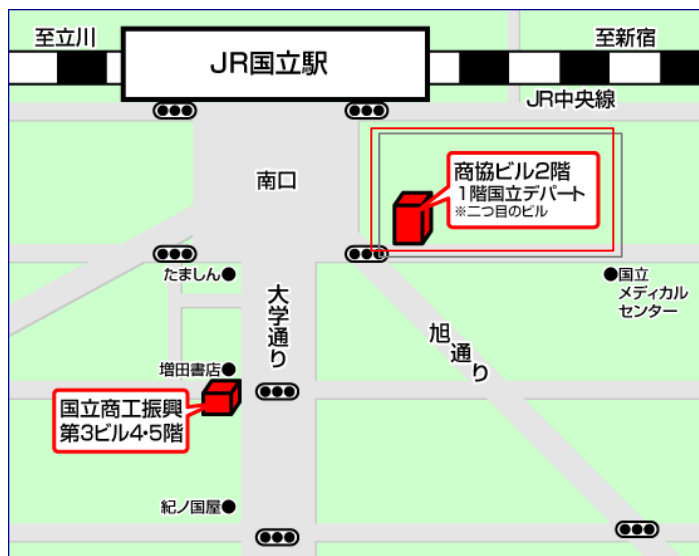 至立川
JR国立駅
至新宿
JR中央線
南口
商協ビル2階
1階国立デパート
※二つ目のビル
たましん
国立
メディカル
センター
大学通り
旭通り
増田書店
国立商工振興
第3ビル4・5階
紀ノ国屋